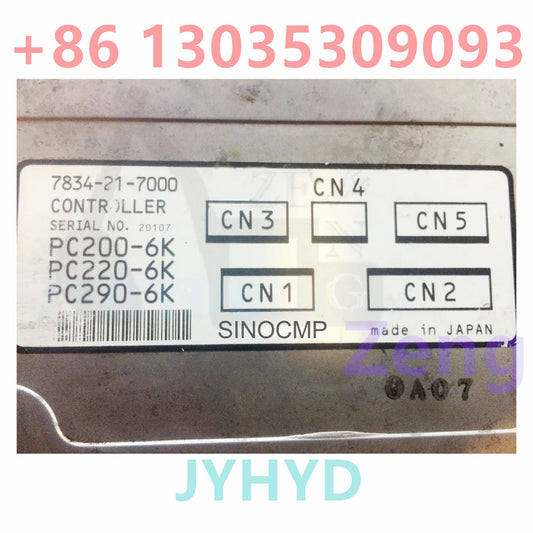 +86 13035309093
7834-21-7000
CONTROLLER
SERIAL NO. 20107
PC200-6K
PC220-6K
PC290-6K
CN4
CN3
CN5
CN1
CN2
ZENG
SINOCMP
made in JAPAN
Zeng
0A07
JYHYD